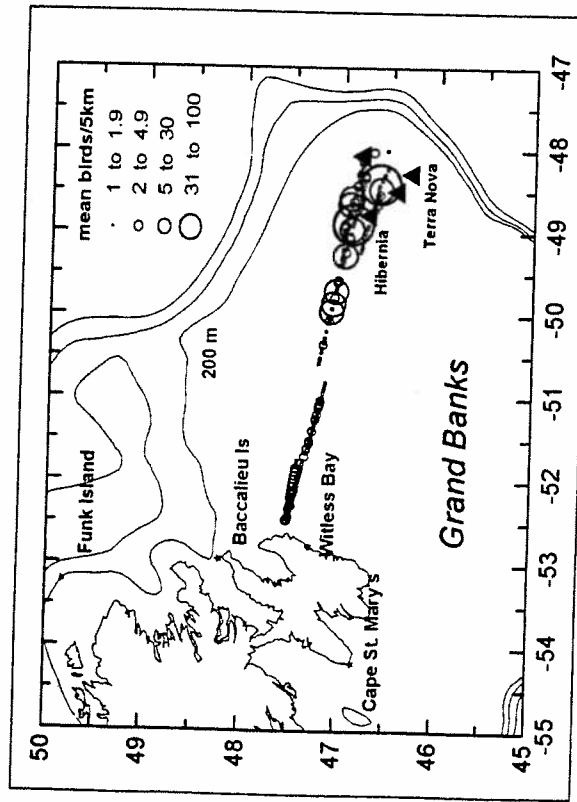 mean birds/5km
1 to 1.9
2 to 4.9
5 to 30
31 to 100
50
49
48
47
46
45
Funk Island
200 m
Baccalieu Is
Witless Bay
Cape St. Mary's
Hibernia
Terra Nova
Grand Banks
-55
-54
-53
-52
-51
-50
-49
-48
-47